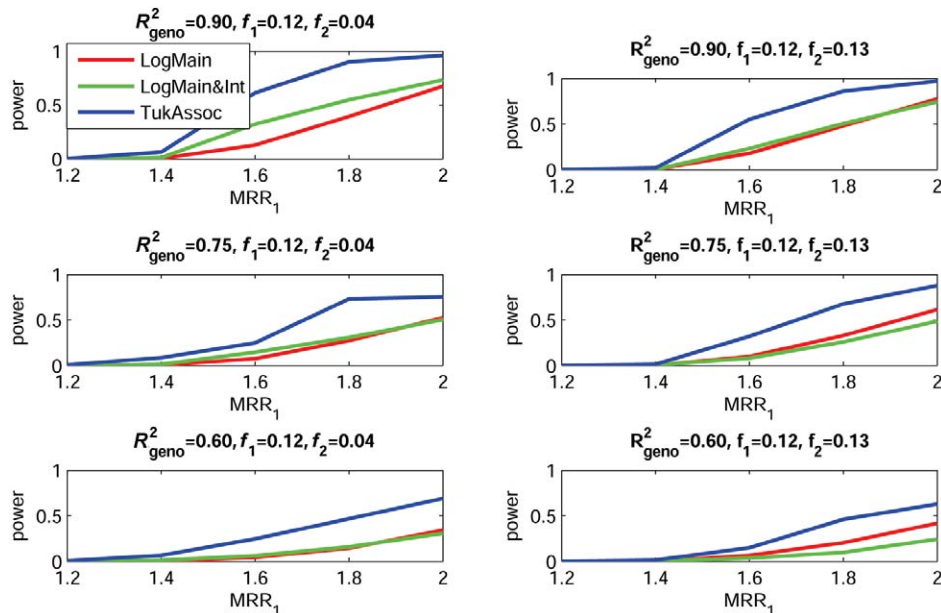 R²geno=0.90, f₁=0.12, f₂=0.04
1
0.5
0
power
LogMain
LogMain&Int
TukAssoc
1.2 1.4 1.6 1.8 2
MRR₁
R²geno=0.90, f₁=0.12, f₂=0.13
1
0.5
0
power
1.2 1.4 1.6 1.8 2
MRR₁
R²geno=0.75, f₁=0.12, f₂=0.04
1
0.5
0
power
1.2 1.4 1.6 1.8 2
MRR₁
R²geno=0.75, f₁=0.12, f₂=0.13
1
0.5
0
power
1.2 1.4 1.6 1.8 2
MRR₁
R²geno=0.60, f₁=0.12, f₂=0.04
1
0.5
0
power
1.2 1.4 1.6 1.8 2
MRR₁
R²geno=0.60, f₁=0.12, f₂=0.13
1
0.5
0
power
1.2 1.4 1.6 1.8 2
MRR₁